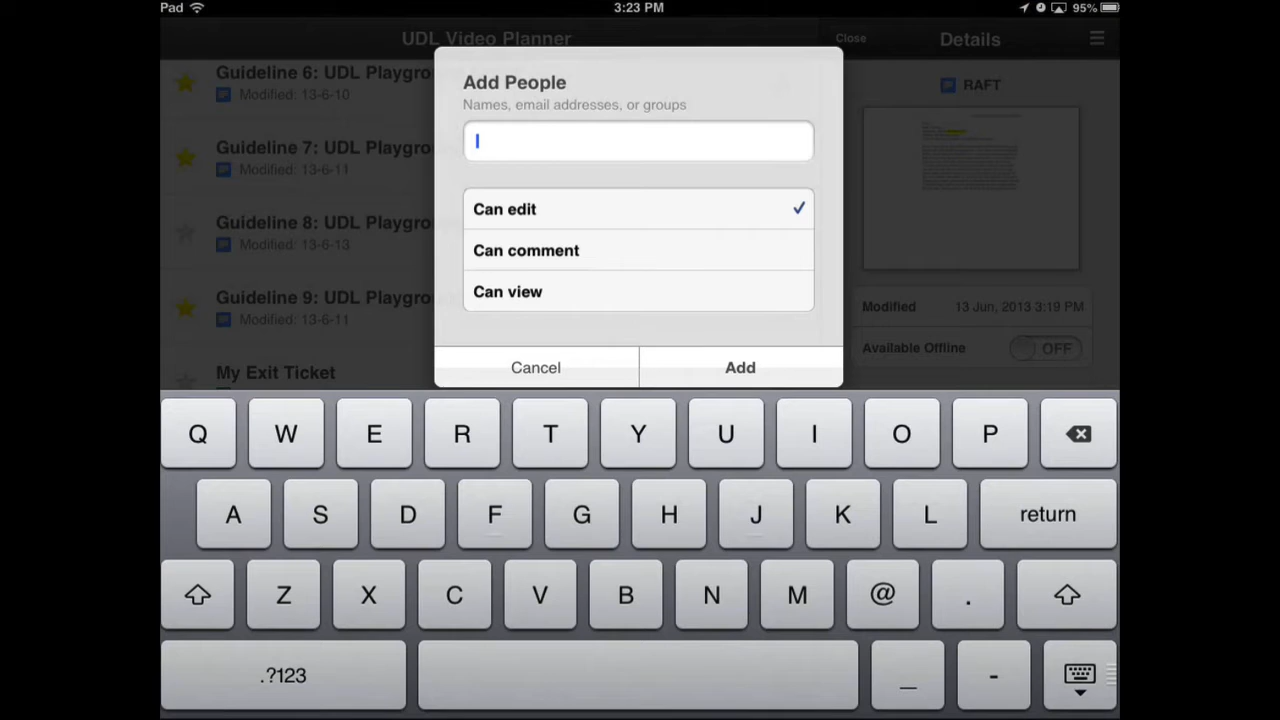 Pad 3:23 PM 95%
UDL Video Planner
Close Details
Guideline 6: UDL Playgro
Modified: 13-6-10
Guideline 7: UDL Playgro
Modified: 13-6-11
Guideline 8: UDL Playgro
Modified: 13-6-13
Guideline 9: UDL Playgro
Modified: 13-6-11
My Exit Ticket
Add People
Names, email addresses, or groups
Can edit
Can comment
Can view
Cancel Add
RAFT
Modified 13 Jun, 2013 3:19 PM
Available Offline OFF
Q W E R T Y U I O P
A S D F G H J K L return
Z X C V B N M @ .
.?123 _ -